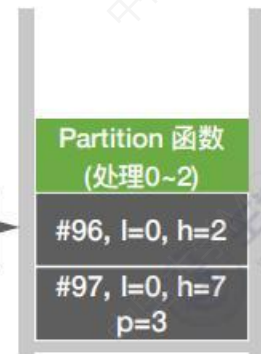 Partition 函数
(处理0~2)
#96, l=0, h=2
#97, l=0, h=7
p=3